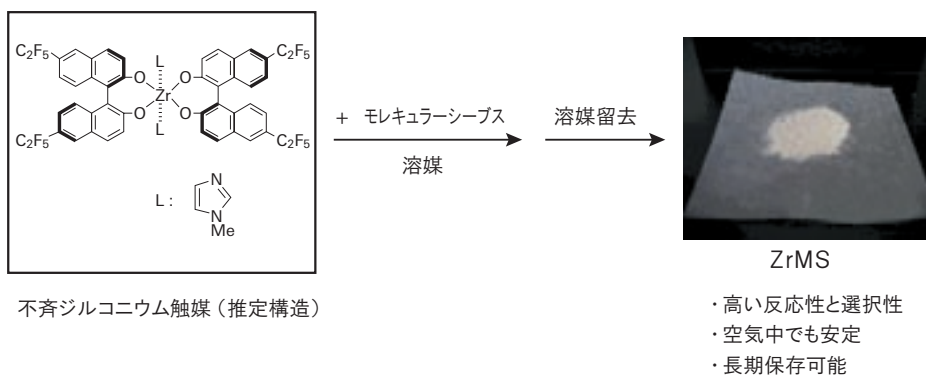 C2F5
C2F5
L
O
O
Zr
O
O
L
C2F5
C2F5
L :
N
N
Me
不斉ジルコニウム触媒（推定構造）
+ モレキュラーシーブス
溶媒
溶媒留去
ZrMS
・高い反応性と選択性
・空気中でも安定
・長期保存可能